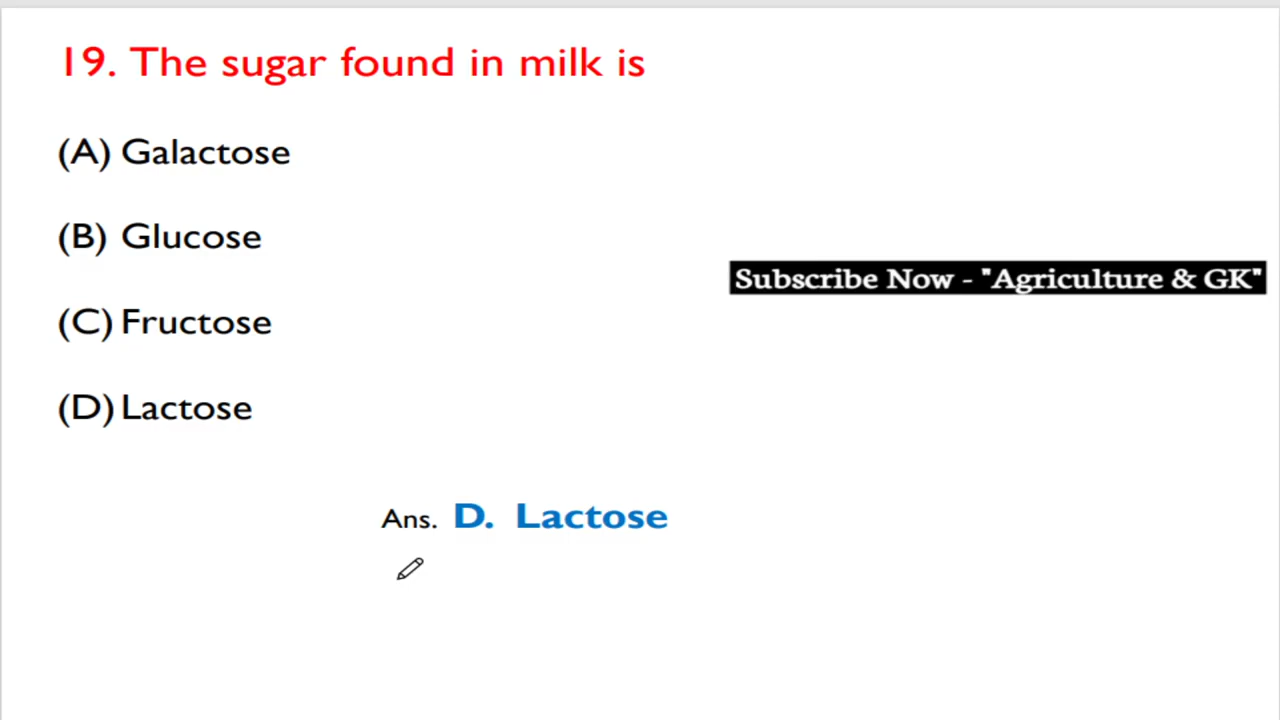 19. The sugar found in milk is
(A) Galactose
(B) Glucose
Subscribe Now - "Agriculture & GK"
(C) Fructose
(D) Lactose
Ans. D. Lactose